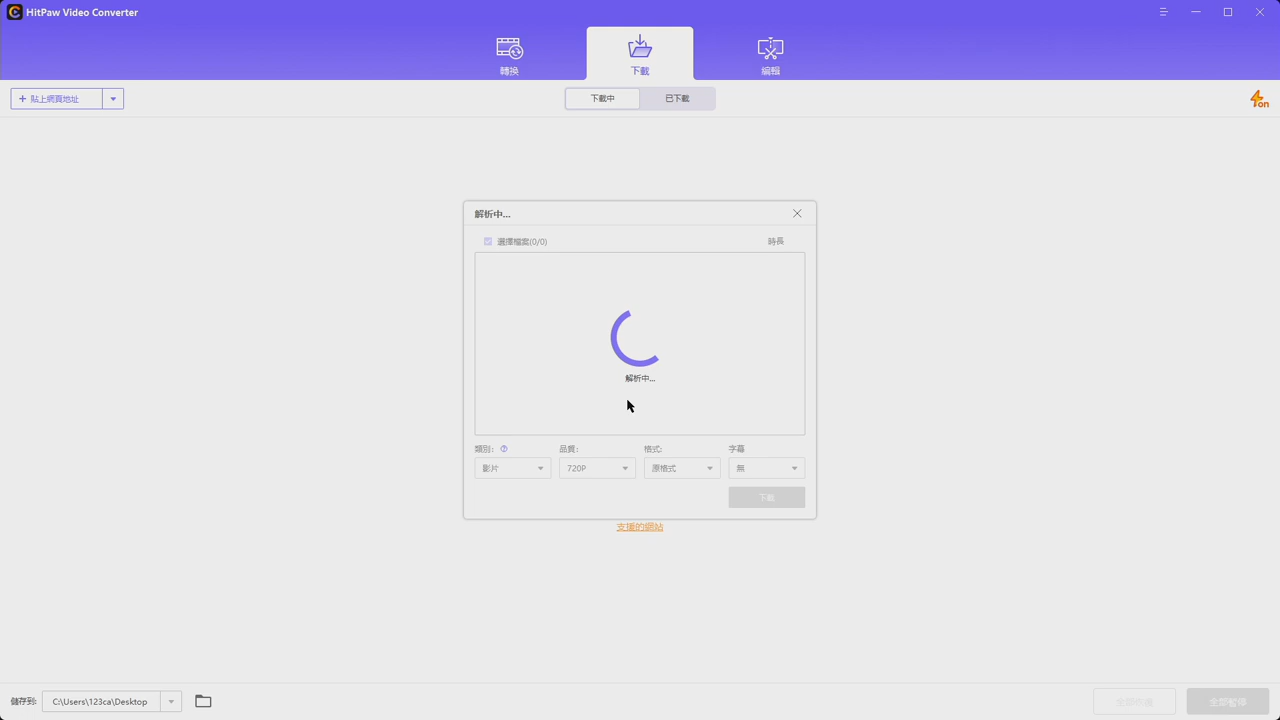 HitPaw Video Converter
轉換
下載
編輯
+ 貼上網頁地址
下載中
已下載
on
解析中...
選擇檔案(0/0)
時長
解析中...
類別:
品質:
格式:
字幕
影片
720P
原格式
無
下載
支援的網站
儲存到:
C:\Users\123ca\Desktop
全部暫停